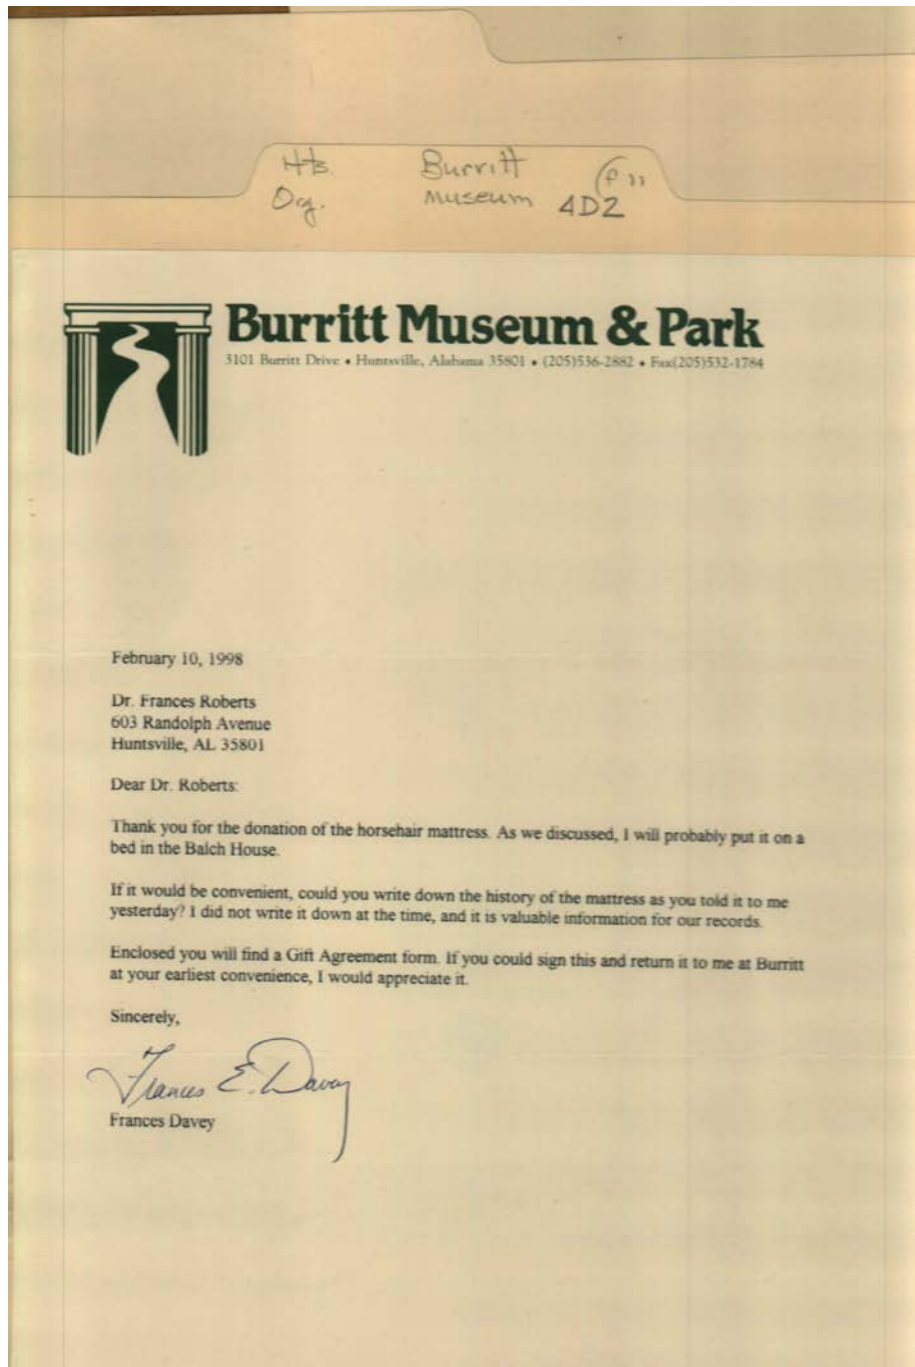 Hts. Burritt
Org. Museum 4D2
Burritt Museum & Park
3101 Burritt Drive • Huntsville, Alabama 35801 • (205)536-2882 • Fax(205)532-1784
February 10, 1998
Dr. Frances Roberts
603 Randolph Avenue
Huntsville, AL 35801
Dear Dr. Roberts:
Thank you for the donation of the horsehair mattress. As we discussed, I will probably put it on a
bed in the Balch House.
If it would be convenient, could you write down the history of the mattress as you told it to me
yesterday? I did not write it down at the time, and it is valuable information for our records.
Enclosed you will find a Gift Agreement form. If you could sign this and return it to me at Burritt
at your earliest convenience, I would appreciate it.
Sincerely,
Frances E. Davey
Frances Davey